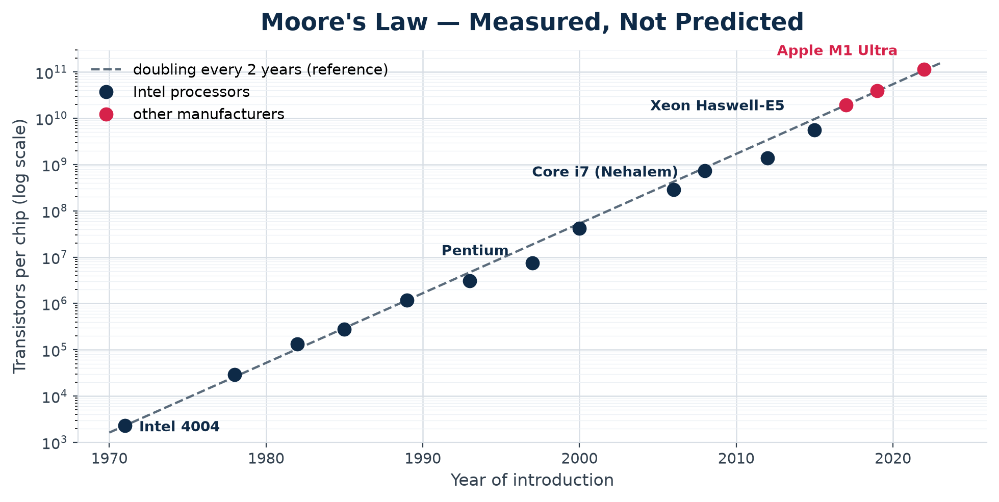 Moore's Law — Measured, Not Predicted
Apple M1 Ultra
doubling every 2 years (reference)
Intel processors
other manufacturers
Xeon Haswell-E5
Core i7 (Nehalem)
Pentium
Intel 4004
Transistors per chip (log scale)
10¹¹
10¹⁰
10⁹
10⁸
10⁷
10⁶
10⁵
10⁴
10³
1970 1980 1990 2000 2010 2020
Year of introduction